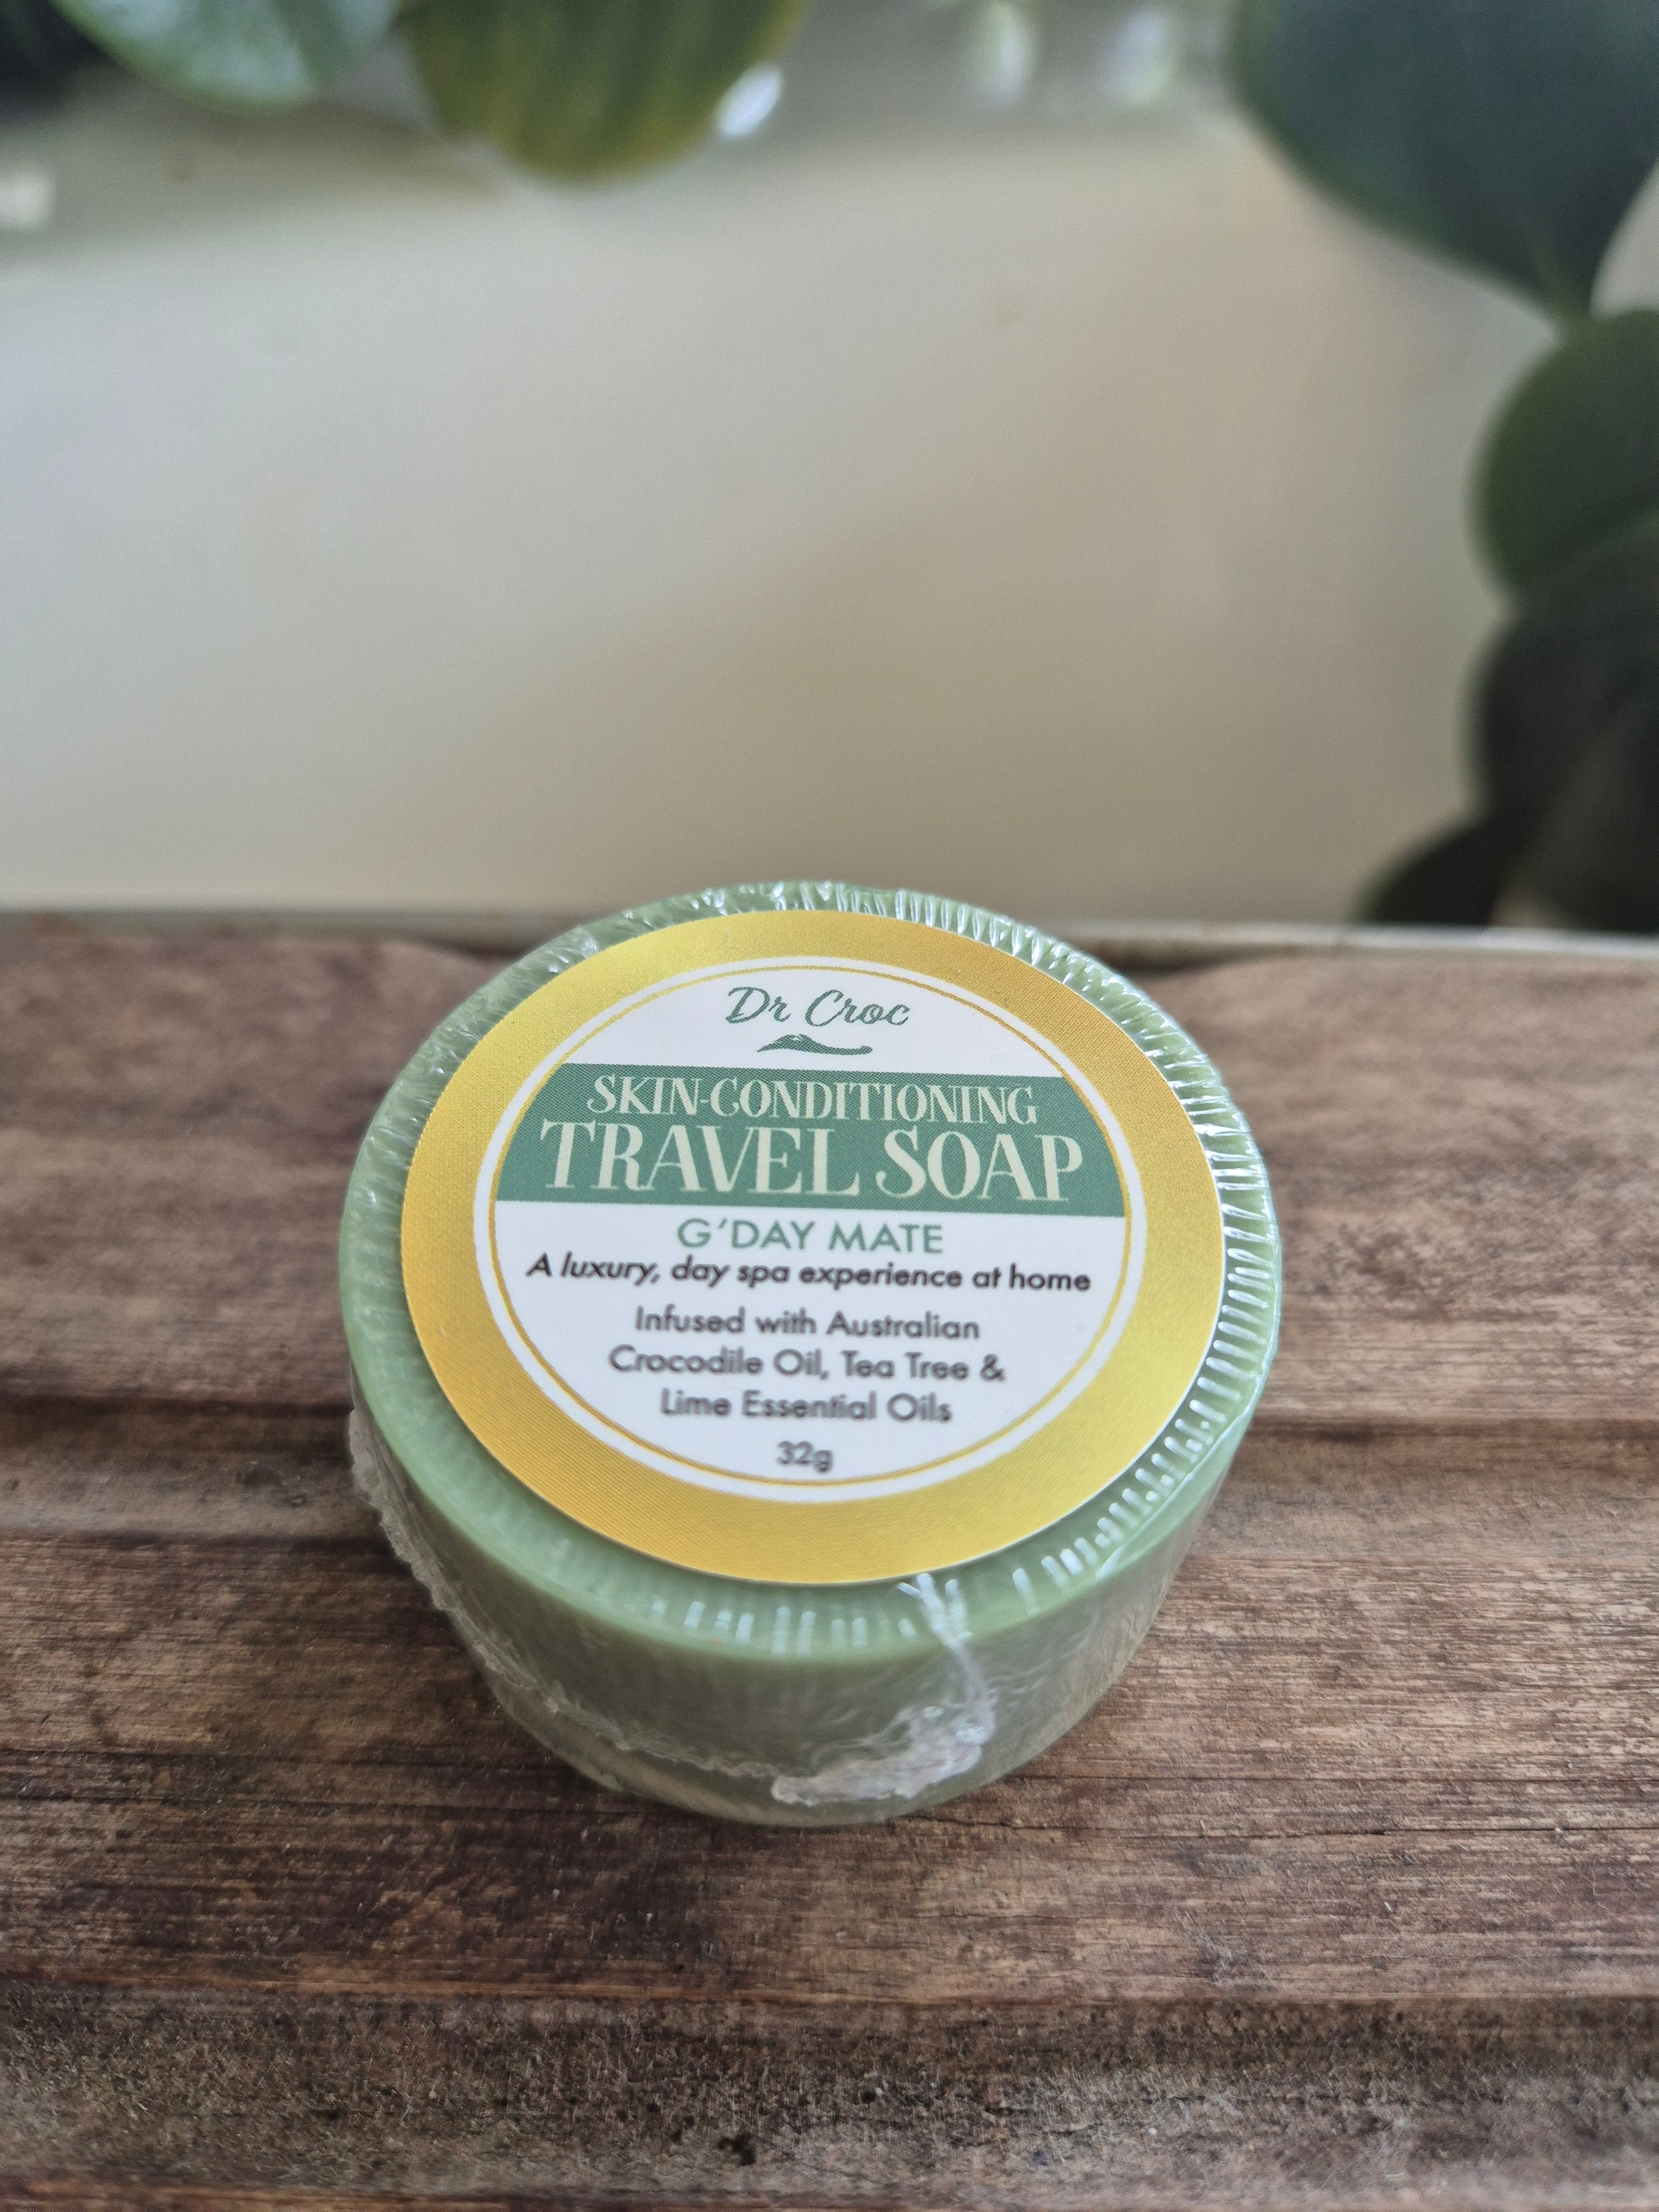 Dr Croc
SKIN-CONDITIONING
TRAVEL SOAP
G'DAY MATE
A luxury, day spa experience at home
Infused with Australian
Crocodile Oil, Tea Tree &
Lime Essential Oils
32g